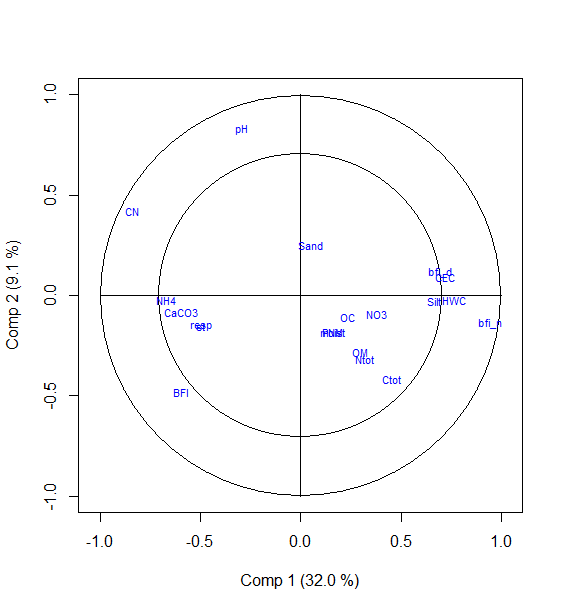 1.0
0.5
0.0
-0.5
-1.0
Comp 2 (9.1 %)
pH
CN
Sand
bfi_d
CEC
NH4
Silt
HWC
CaCO3
OC
NO3
bfi_n
resp
PNM
OM
Ntot
Ctot
BFI
-1.0
-0.5
0.0
0.5
1.0
Comp 1 (32.0 %)